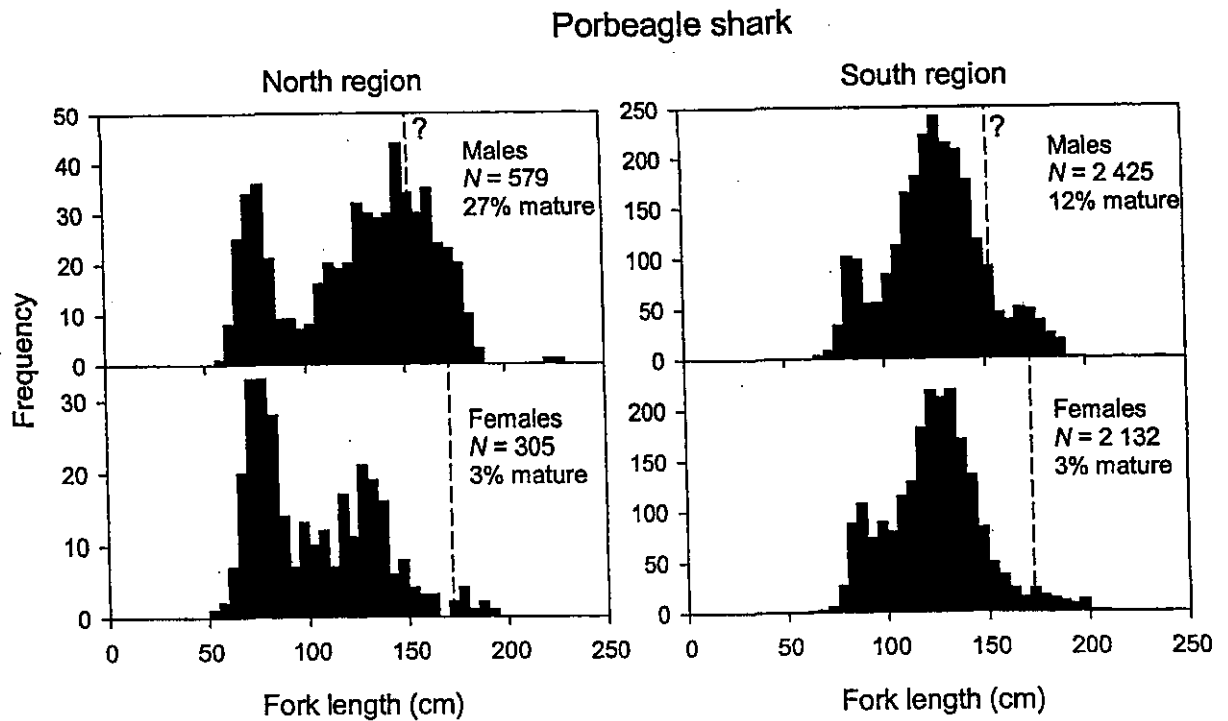 Porbeagle shark
North region
South region
50
40
30
20
10
0
?
Males
N = 579
27% mature
250
200
150
100
50
0
?
Males
N = 2 425
12% mature
Frequency
30
20
10
0
Females
N = 305
3% mature
200
150
100
50
0
Females
N = 2 132
3% mature
0 50 100 150 200 250
0 50 100 150 200 250
Fork length (cm)
Fork length (cm)